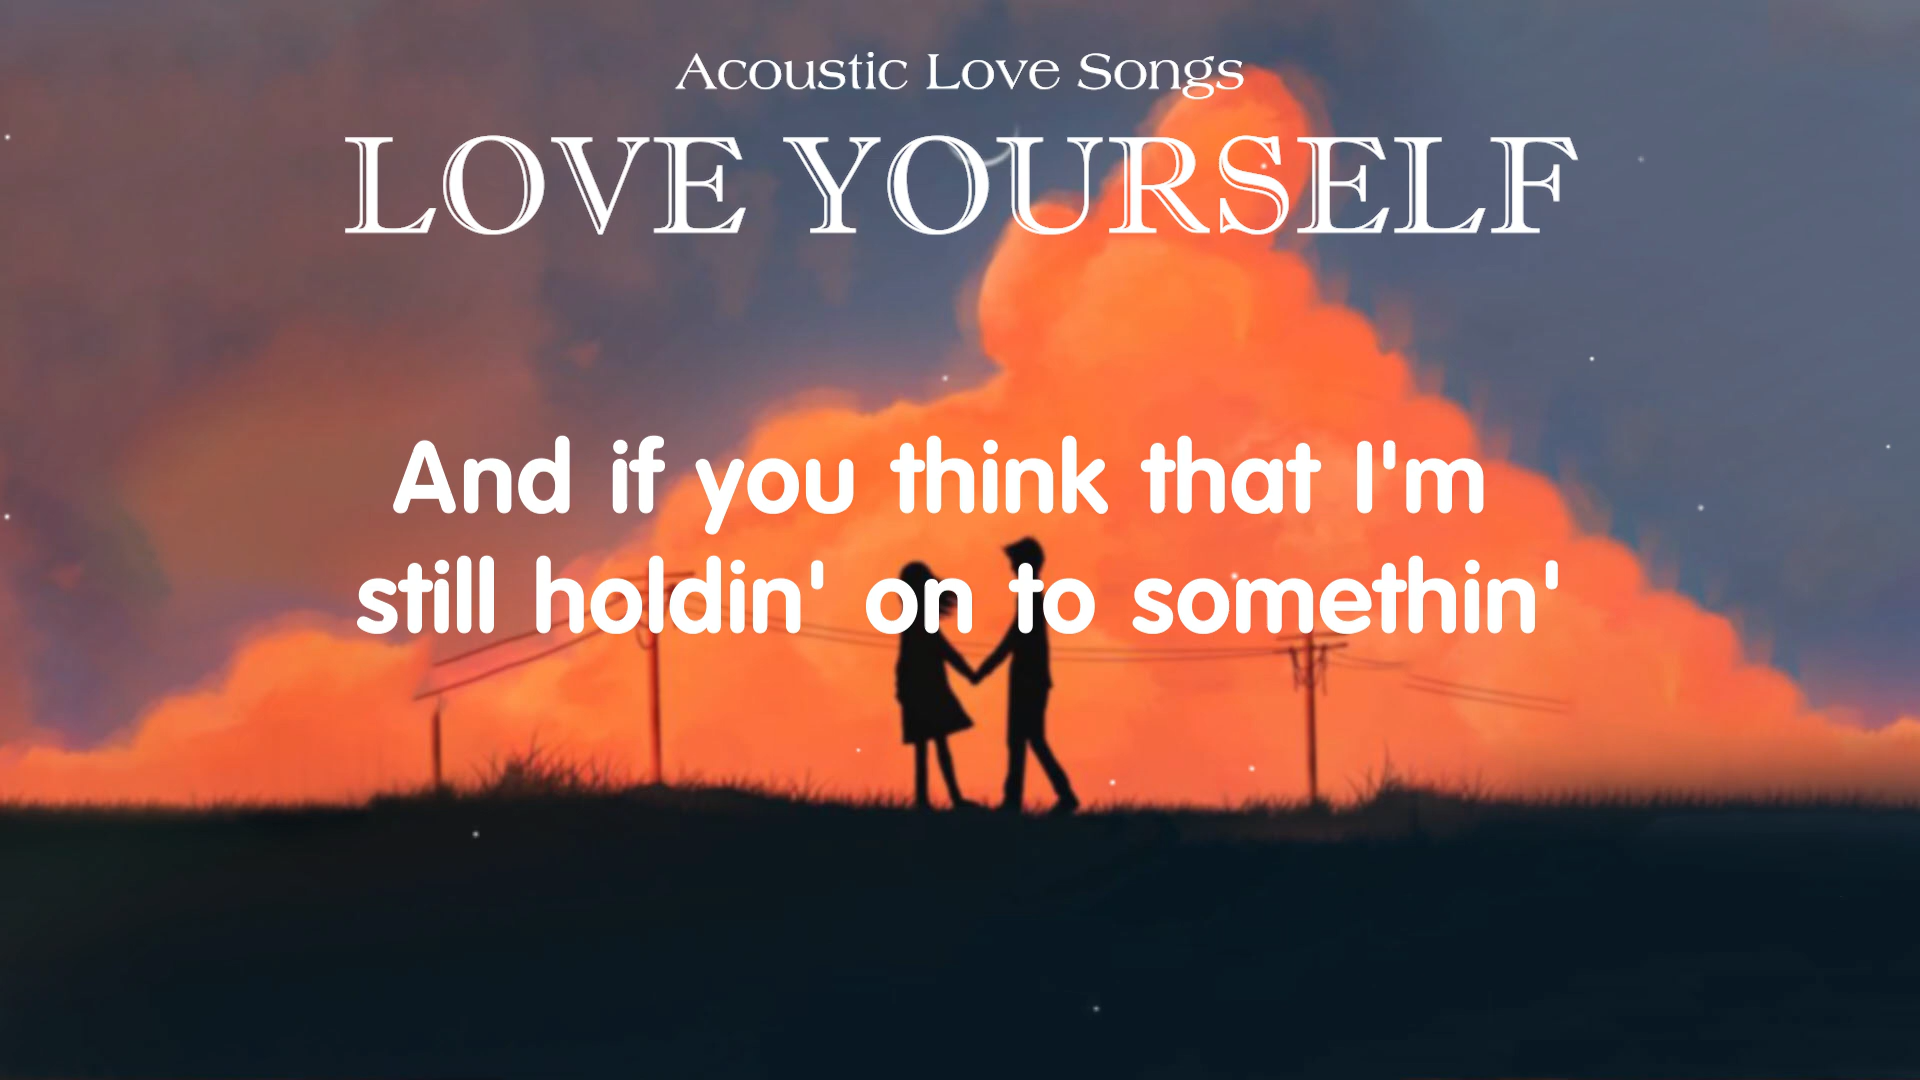 Acoustic Love Songs
LOVE YOURSELF
And if you think that I'm
still holdin' on to somethin'